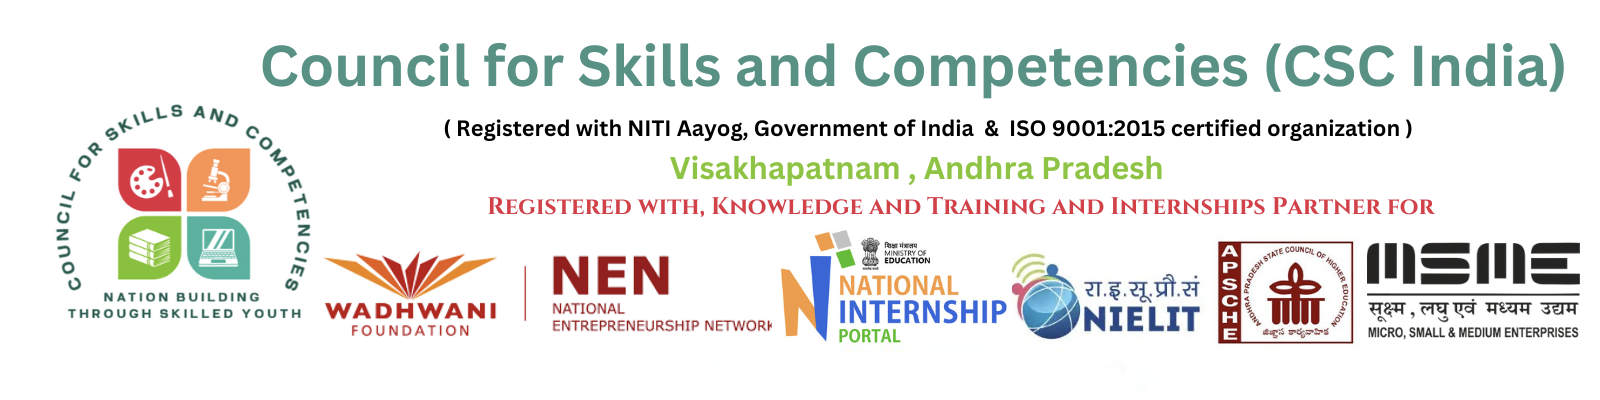 Council for Skills and Competencies (CSC India)
( Registered with NITI Aayog, Government of India & ISO 9001:2015 certified organization )
Visakhapatnam , Andhra Pradesh
Registered with, Knowledge and Training and Internships Partner for
COUNCIL FOR SKILLS AND COMPETENCIES
NATION BUILDING
THROUGH SKILLED YOUTH
WADHWANI
FOUNDATION
NEN
NATIONAL
ENTREPRENEURSHIP NETWORK
शिक्षा मंत्रालय
MINISTRY OF
EDUCATION
NATIONAL
INTERNSHIP
PORTAL
रा.इ.सू.प्रौ.सं
NIELIT
APSCHE
ANDHRA PRADESH STATE COUNCIL OF HIGHER EDUCATION
MSME
सूक्ष्म , लघु एवं मध्यम उद्यम
MICRO, SMALL & MEDIUM ENTERPRISES